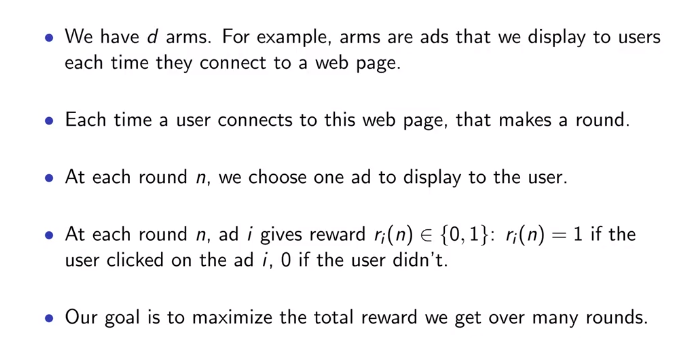 • We have d arms. For example, arms are ads that we display to users
each time they connect to a web page.
• Each time a user connects to this web page, that makes a round.
• At each round n, we choose one ad to display to the user.
• At each round n, ad i gives reward rᵢ(n) ∈ {0, 1}: rᵢ(n) = 1 if the
user clicked on the ad i, 0 if the user didn't.
• Our goal is to maximize the total reward we get over many rounds.